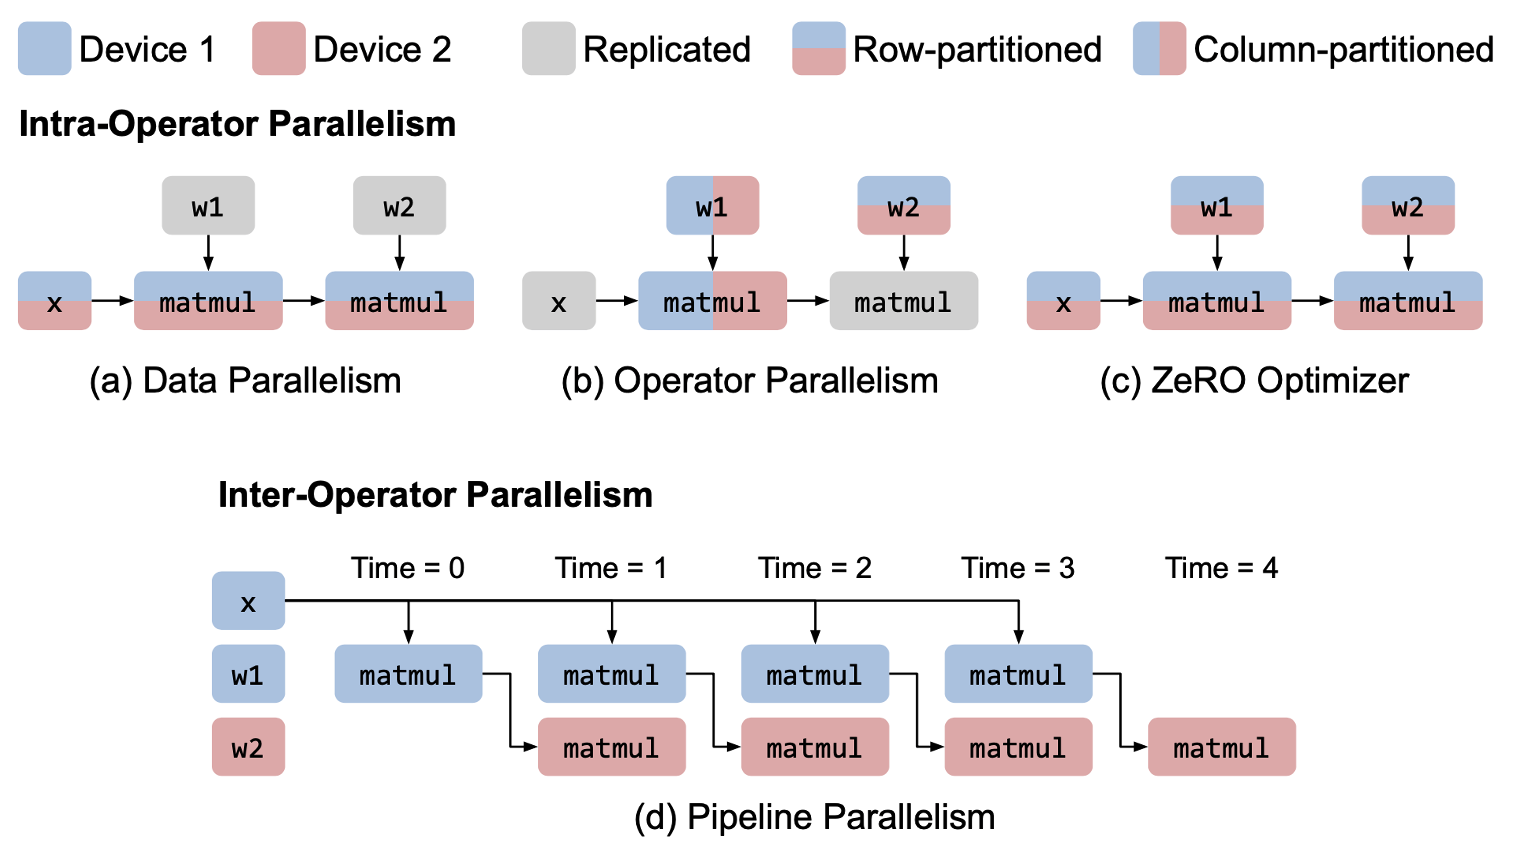 Device 1 Device 2 Replicated Row-partitioned Column-partitioned
Intra-Operator Parallelism
w1 w2 w1 w2 w1 w2
x matmul matmul x matmul matmul x matmul matmul
(a) Data Parallelism (b) Operator Parallelism (c) ZeRO Optimizer
Inter-Operator Parallelism
Time = 0 Time = 1 Time = 2 Time = 3 Time = 4
x
w1 matmul matmul matmul matmul
w2 matmul matmul matmul matmul
(d) Pipeline Parallelism